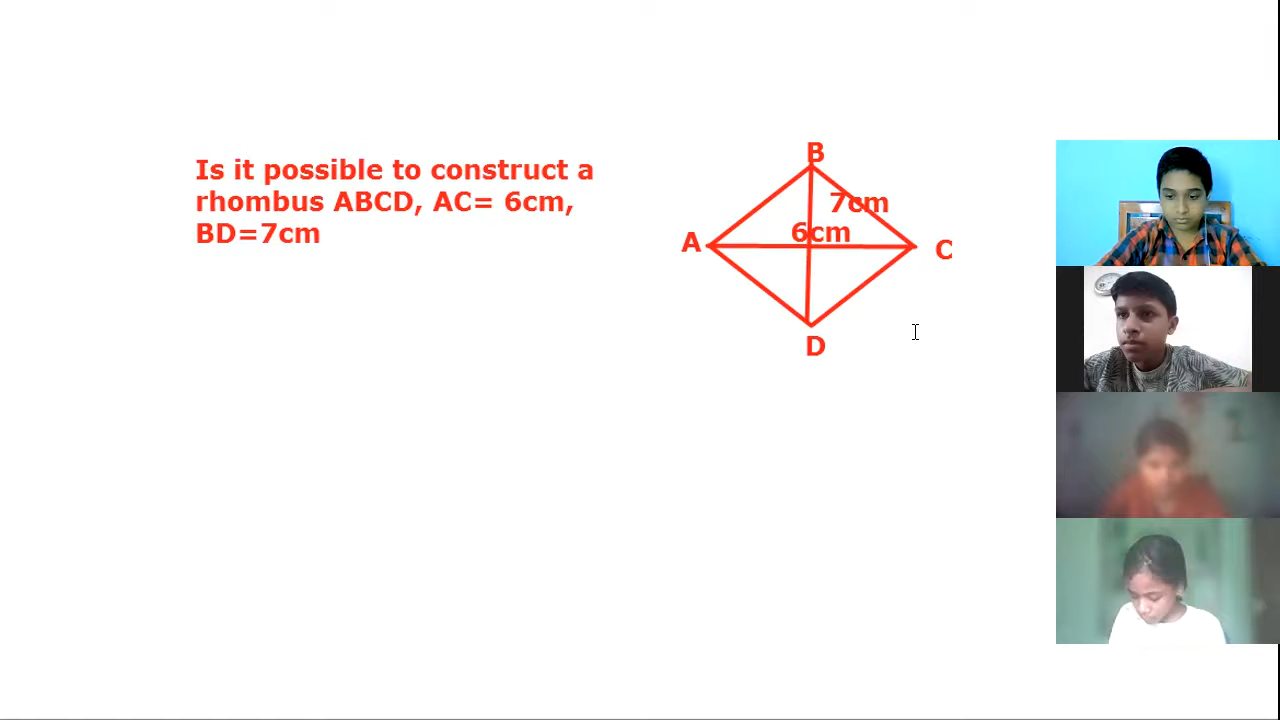 Is it possible to construct a
rhombus ABCD, AC= 6cm,
BD=7cm
B
7cm
6cm
A
C
D